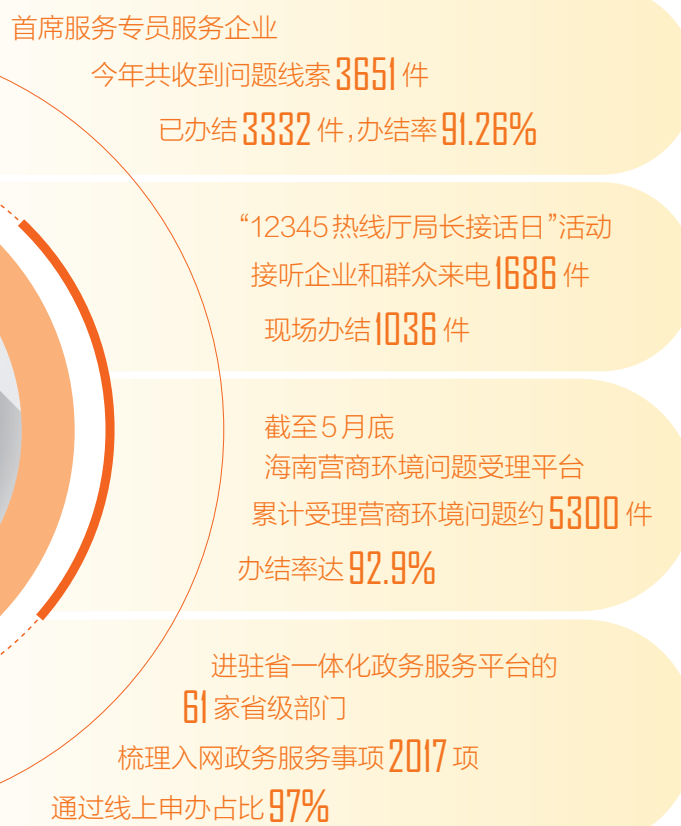 首席服务专员服务企业
今年共收到问题线索3651件
已办结3332件,办结率91.26%
“12345热线厅局长接话日”活动
接听企业和群众来电1686件
现场办结1036件
截至5月底
海南营商环境问题受理平台
累计受理营商环境问题约5300件
办结率达92.9%
进驻省一体化政务服务平台的
61家省级部门
梳理入网政务服务事项2017项
通过线上申办占比97%